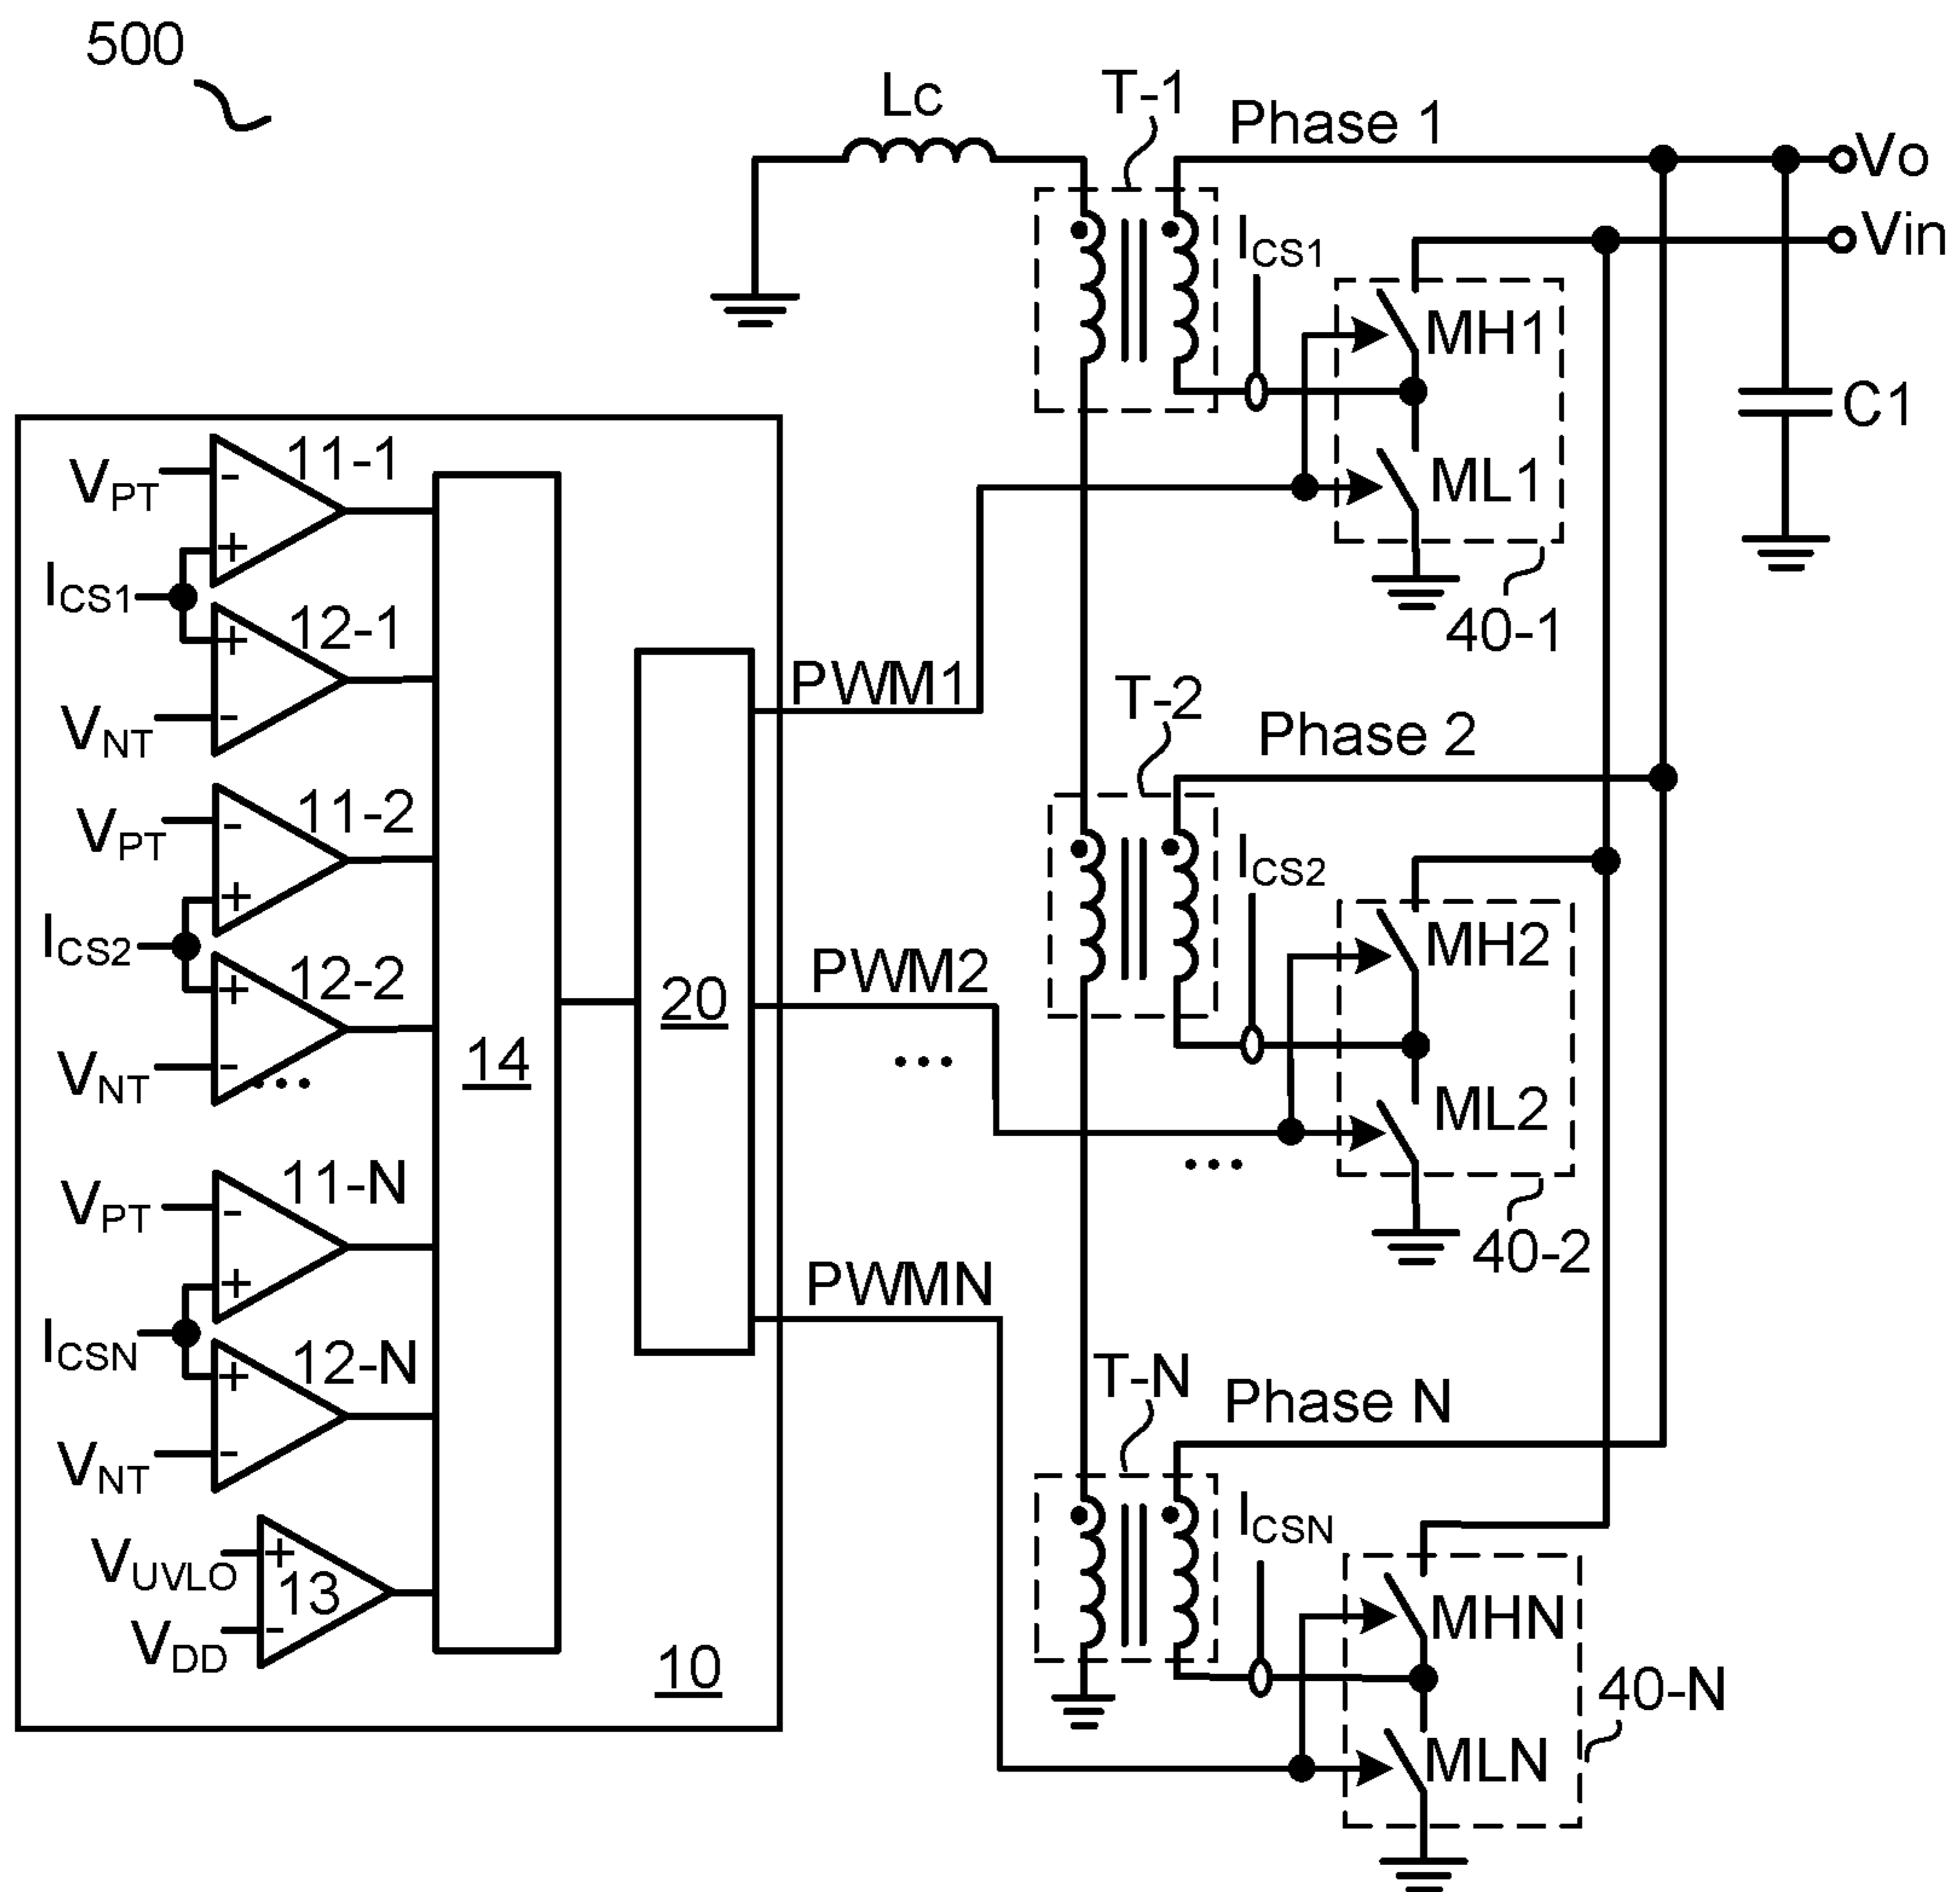 500
Lc
T-1
Phase 1
Vo
Vin
ICS1
MH1
ML1
C1
40-1
VPT
-
11-1
+
ICS1
+
12-1
VNT
-
PWM1
T-2
Phase 2
VPT
-
11-2
+
ICS2
+
12-2
VNT
-
...
14
20
PWM2
...
ICS2
MH2
ML2
...
40-2
VPT
-
11-N
+
ICSN
+
12-N
VNT
-
PWMN
T-N
Phase N
ICSN
MHN
MLN
40-N
VUVLO
+
13
VDD
-
10